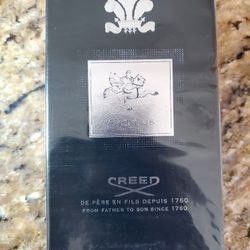 CREED
DE PÈRE EN FILS DEPUIS 1760
FROM FATHER TO SON SINCE 1760